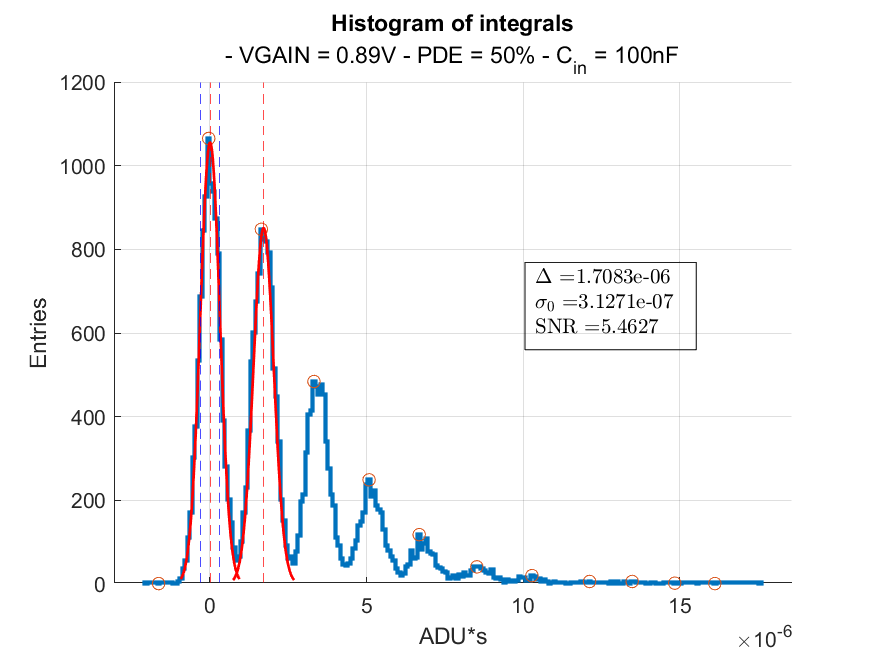 Histogram of integrals
- VGAIN = 0.89V - PDE = 50% - C_in = 100nF
1200
1000
800
600
400
200
0
Entries
Δ =1.7083e-06
σ₀ =3.1271e-07
SNR =5.4627
0 5 10 15
ADU*s
×10⁻⁶